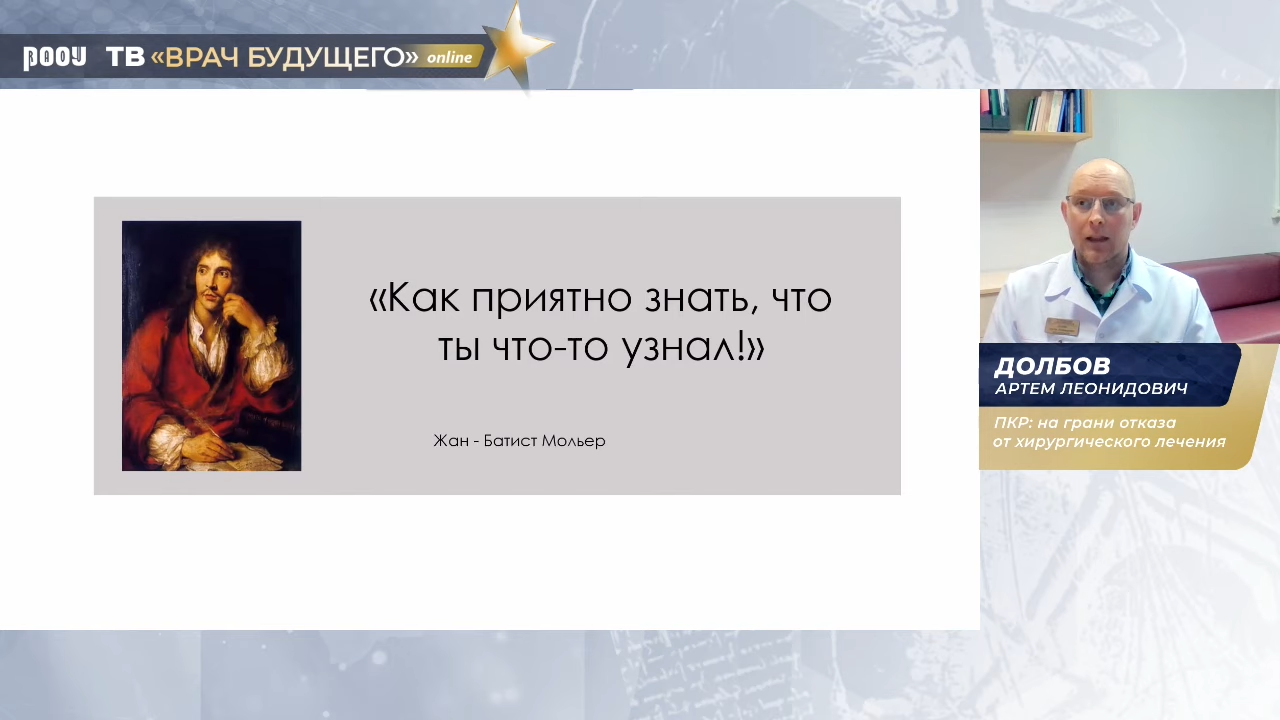 РООУ ТВ «ВРАЧ БУДУЩЕГО» online
«Как приятно знать, что
ты что-то узнал!»
Жан - Батист Мольер
ДОЛБОВ
АРТЕМ ЛЕОНИДОВИЧ
ПКР: на грани отказа
от хирургического лечения